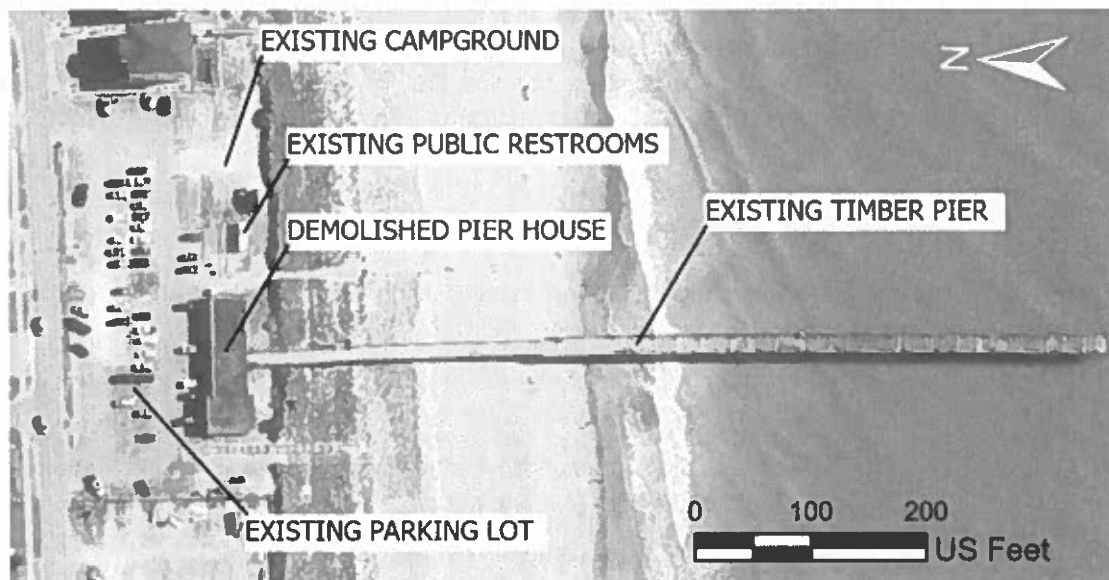 EXISTING CAMPGROUND
N
EXISTING PUBLIC RESTROOMS
EXISTING TIMBER PIER
DEMOLISHED PIER HOUSE
EXISTING PARKING LOT
0 100 200
US Feet